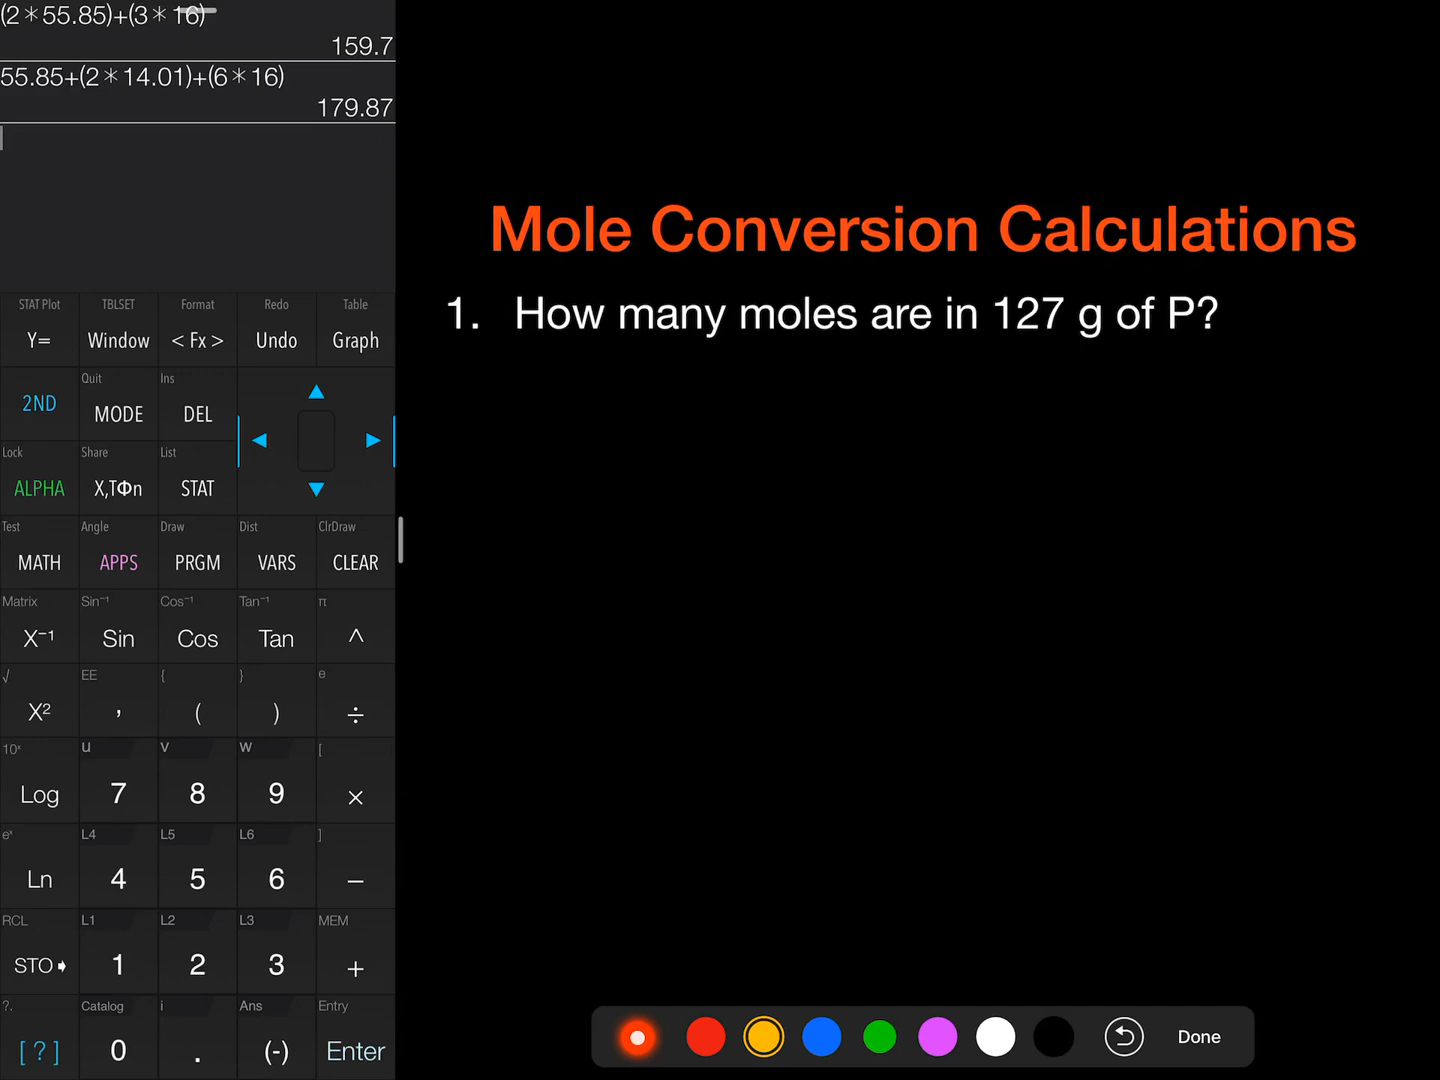 (2*55.85)+(3*16)
159.7
55.85+(2*14.01)+(6*16)
179.87
Mole Conversion Calculations
1. How many moles are in 127 g of P?
STAT Plot TBLSET Format Redo Table
Y= Window < Fx > Undo Graph
Quit Ins
2ND MODE DEL
Lock Share List
ALPHA X,TΦn STAT
Test Angle Draw Dist ClrDraw
MATH APPS PRGM VARS CLEAR
Matrix Sin⁻¹ Cos⁻¹ Tan⁻¹ π
X⁻¹ Sin Cos Tan ^
√ EE { } e
X² , ( ) ÷
10ˣ u v w [
Log 7 8 9 ×
eˣ L4 L5 L6 ]
Ln 4 5 6 −
RCL L1 L2 L3 MEM
STO➧ 1 2 3 +
?. Catalog i Ans Entry
[ ? ] 0 . (-) Enter
Done